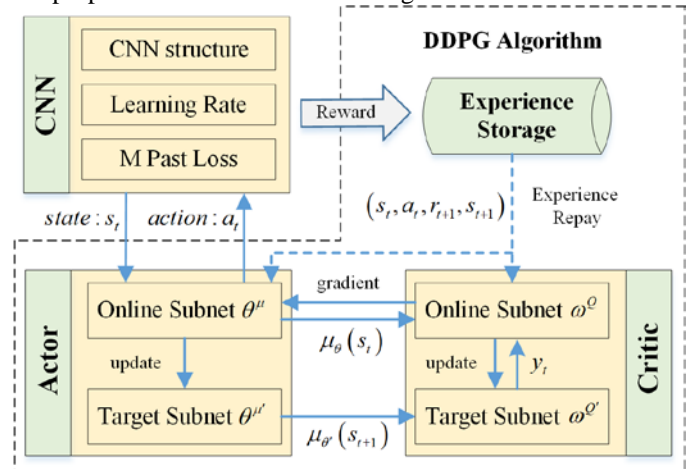 CNN
CNN structure
Learning Rate
M Past Loss
DDPG Algorithm
Reward
Experience
Storage
state : s_t
action : a_t
(s_t, a_t, r_{t+1}, s_{t+1})
Experience
Repay
Actor
Online Subnet θ^μ
update
Target Subnet θ^{μ'}
gradient
μ_θ(s_t)
μ_{θ'}(s_{t+1})
Online Subnet ω^Q
update
y_t
Target Subnet ω^{Q'}
Critic